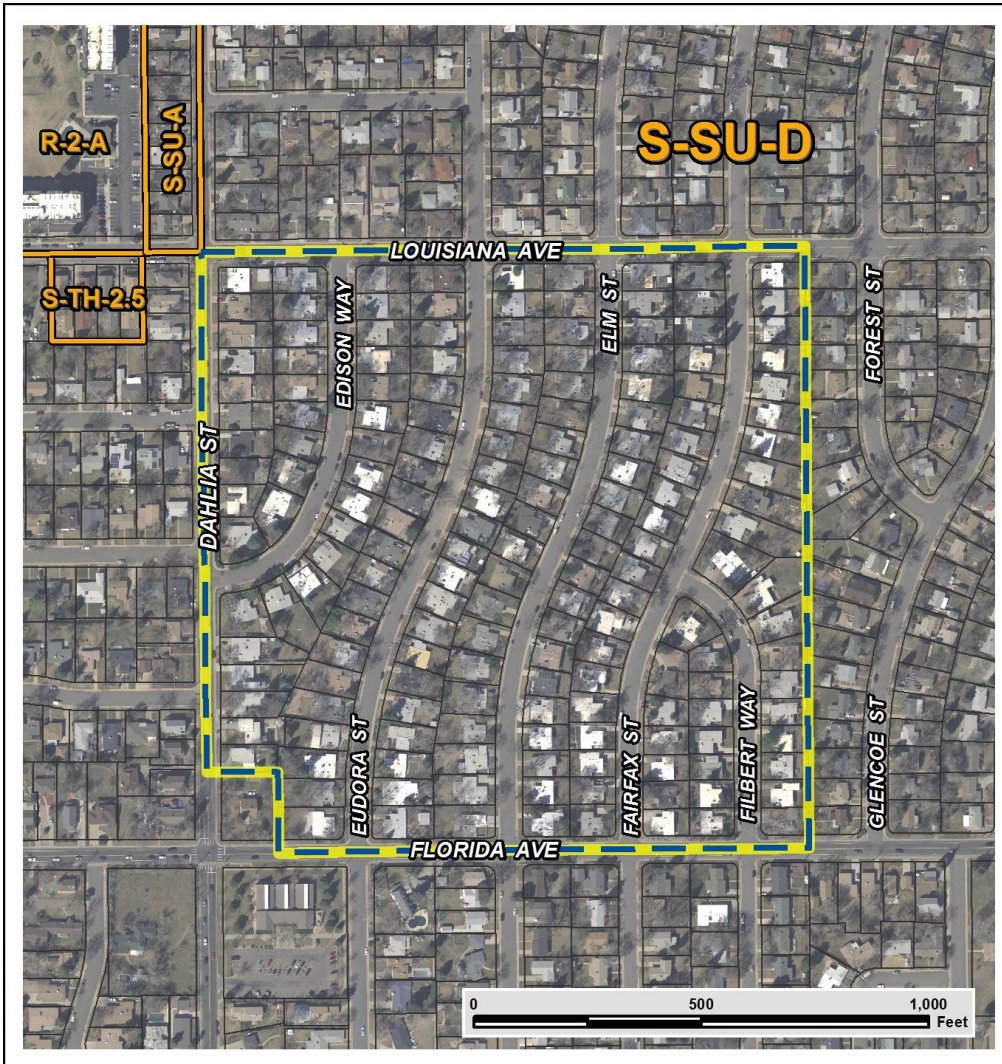 S-SU-D
R-2-A
S-SU-A
LOUISIANA AVE
S-TH-2.5
EDISON WAY
ELM ST
FOREST ST
DAHLIA ST
EUDORA ST
FAIRFAX ST
FILBERT WAY
GLENCOE ST
FLORIDA AVE
0 500 1,000
Feet